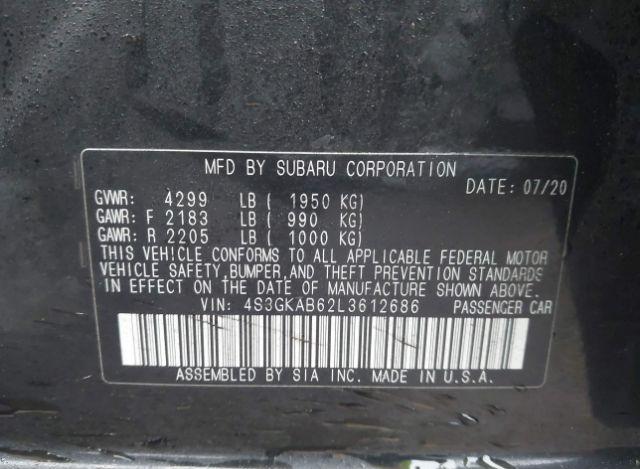 MFD BY SUBARU CORPORATION
DATE: 07/20
GVWR: 4299 LB ( 1950 KG)
GAWR: F 2183 LB ( 990 KG)
GAWR: R 2205 LB ( 1000 KG)
THIS VEHICLE CONFORMS TO ALL APPLICABLE FEDERAL MOTOR
VEHICLE SAFETY, BUMPER, AND THEFT PREVENTION STANDARDS
IN EFFECT ON THE DATE OF MANUFACTURE SHOWN ABOVE.
VIN: 4S3GKAB62L3612686 PASSENGER CAR
ASSEMBLED BY SIA INC. MADE IN U.S.A.